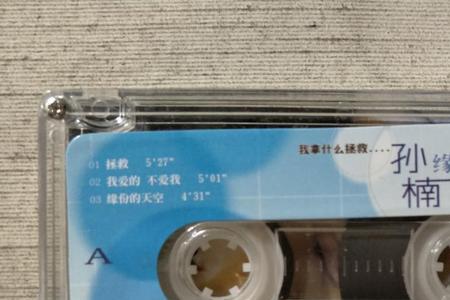 01 拯救 5'27"
02 我爱的 不爱我 5'01"
03 缘份的天空 4'31"
A
我拿什么拯救....
孙楠
缘